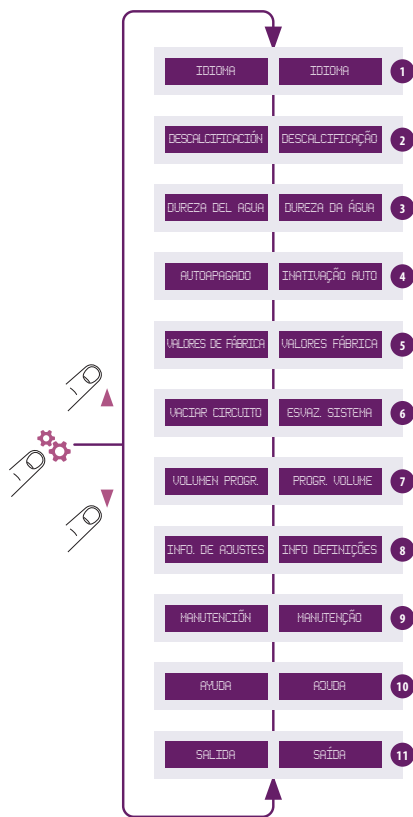 IDIOMA IDIOMA 1
DESCALCIFICACIÓN DESCALCIFICAÇÃO 2
DUREZA DEL AGUA DUREZA DA ÁGUA 3
AUTOAPAGADO INATIVAÇÃO AUTO 4
VALORES DE FÁBRICA VALORES FÁBRICA 5
VACIAR CIRCUITO ESVAZ. SISTEMA 6
VOLUMEN PROGR. PROGR. VOLUME 7
INFO. DE AJUSTES INFO DEFINIÇÕES 8
MANUTENCIÓN MANUTENÇÃO 9
AYUDA AJUDA 10
SALIDA SAÍDA 11